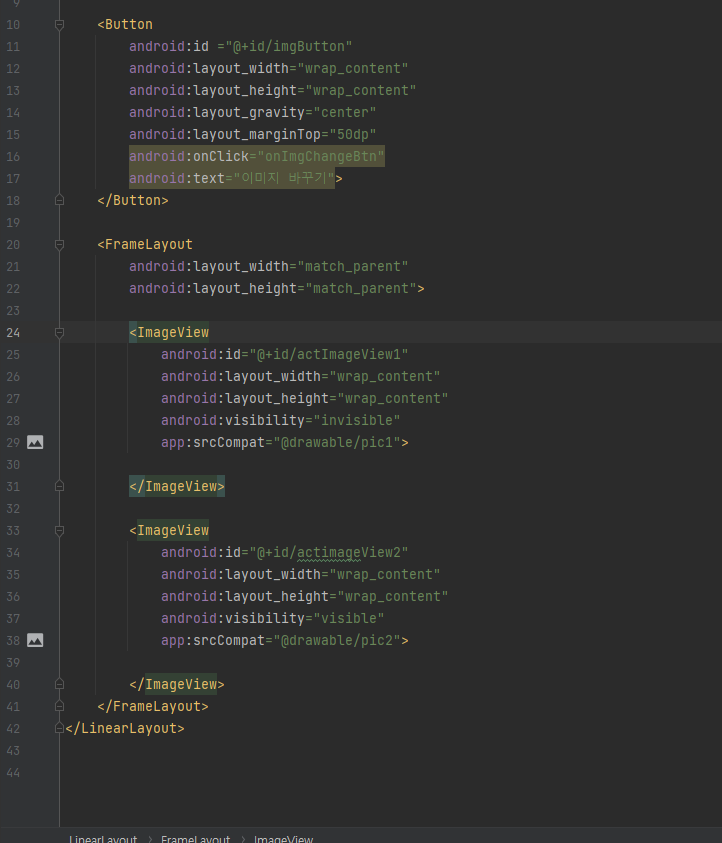 9
10 <Button
11 android:id ="@+id/imgButton"
12 android:layout_width="wrap_content"
13 android:layout_height="wrap_content"
14 android:layout_gravity="center"
15 android:layout_marginTop="50dp"
16 android:onClick="onImgChangeBtn"
17 android:text="이미지 바꾸기">
18 </Button>
19
20 <FrameLayout
21 android:layout_width="match_parent"
22 android:layout_height="match_parent">
23
24 <ImageView
25 android:id="@+id/actImageView1"
26 android:layout_width="wrap_content"
27 android:layout_height="wrap_content"
28 android:visibility="invisible"
29 app:srcCompat="@drawable/pic1">
30
31 </ImageView>
32
33 <ImageView
34 android:id="@+id/actimageView2"
35 android:layout_width="wrap_content"
36 android:layout_height="wrap_content"
37 android:visibility="visible"
38 app:srcCompat="@drawable/pic2">
39
40 </ImageView>
41 </FrameLayout>
42 </LinearLayout>
43
44
LinearLayout > FrameLayout > ImageView